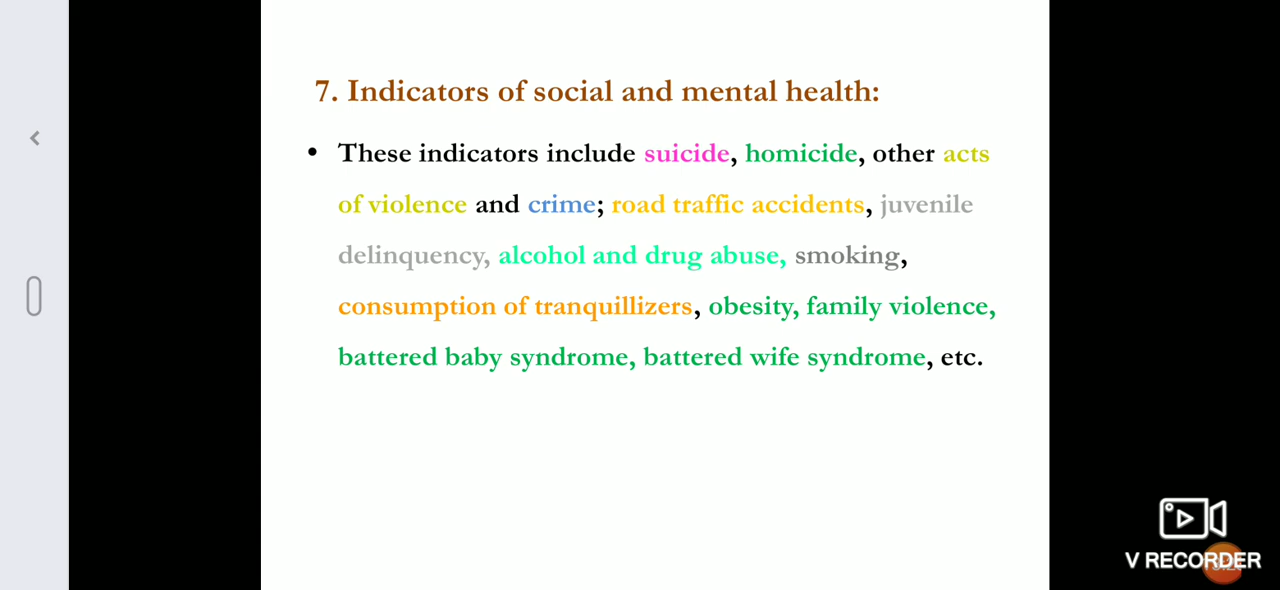 7. Indicators of social and mental health:
• These indicators include suicide, homicide, other acts
of violence and crime; road traffic accidents, juvenile
delinquency, alcohol and drug abuse, smoking,
consumption of tranquillizers, obesity, family violence,
battered baby syndrome, battered wife syndrome, etc.
V RECORDER